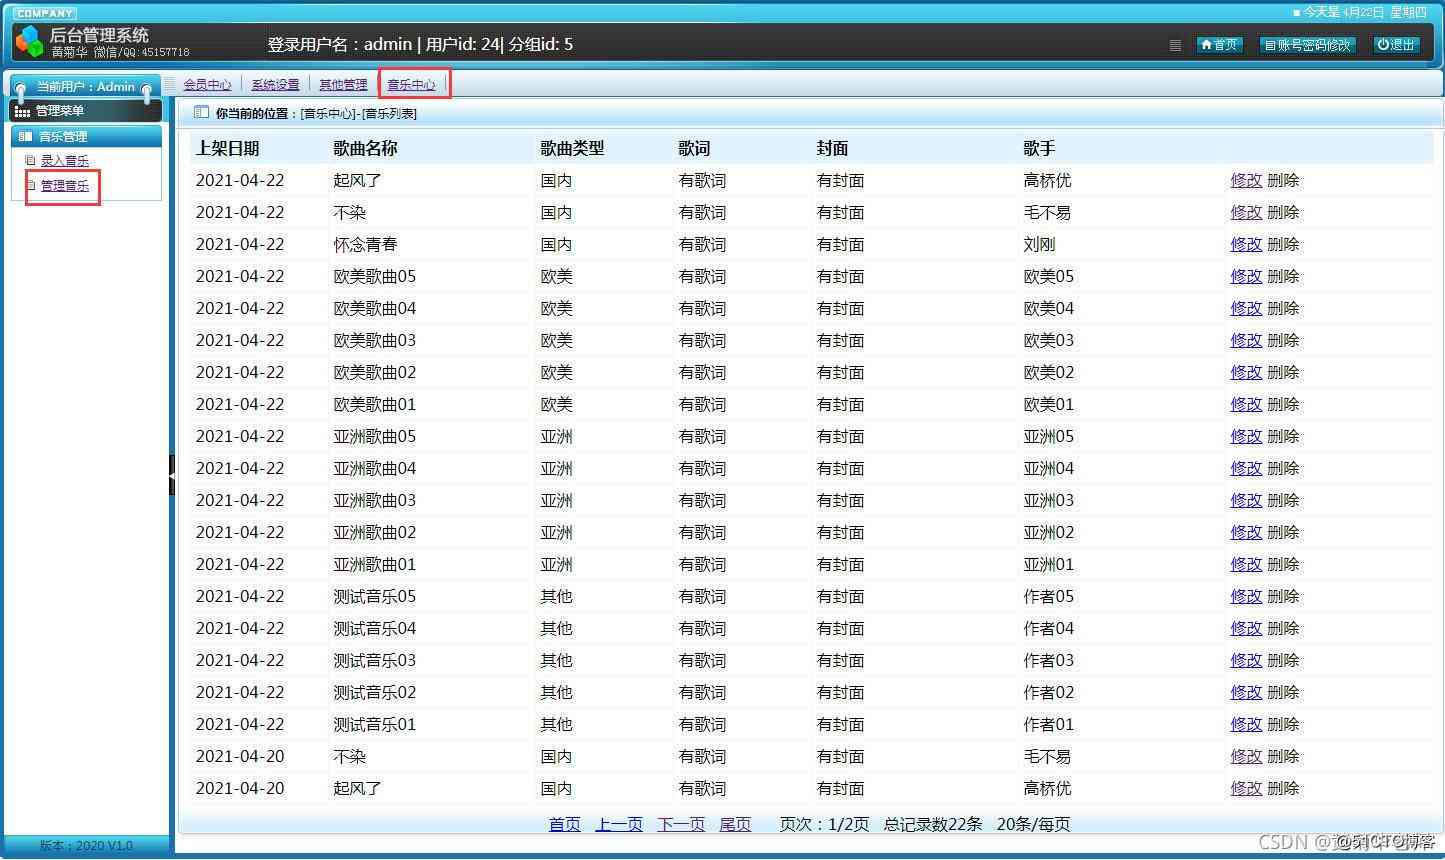 COMPANY
■ 今天是 4月22日 星期四
后台管理系统
黄菊华 微信/QQ:45157718
登录用户名：admin | 用户id: 24| 分组id: 5
首页 账号密码修改 退出
当前用户：Admin
会员中心 系统设置 其他管理 音乐中心
管理菜单
音乐管理
录入音乐
管理音乐
你当前的位置：[音乐中心]-[音乐列表]
上架日期 歌曲名称 歌曲类型 歌词 封面 歌手
2021-04-22 起风了 国内 有歌词 有封面 高桥优 修改 删除
2021-04-22 不染 国内 有歌词 有封面 毛不易 修改 删除
2021-04-22 怀念青春 国内 有歌词 有封面 刘刚 修改 删除
2021-04-22 欧美歌曲05 欧美 有歌词 有封面 欧美05 修改 删除
2021-04-22 欧美歌曲04 欧美 有歌词 有封面 欧美04 修改 删除
2021-04-22 欧美歌曲03 欧美 有歌词 有封面 欧美03 修改 删除
2021-04-22 欧美歌曲02 欧美 有歌词 有封面 欧美02 修改 删除
2021-04-22 欧美歌曲01 欧美 有歌词 有封面 欧美01 修改 删除
2021-04-22 亚洲歌曲05 亚洲 有歌词 有封面 亚洲05 修改 删除
2021-04-22 亚洲歌曲04 亚洲 有歌词 有封面 亚洲04 修改 删除
2021-04-22 亚洲歌曲03 亚洲 有歌词 有封面 亚洲03 修改 删除
2021-04-22 亚洲歌曲02 亚洲 有歌词 有封面 亚洲02 修改 删除
2021-04-22 亚洲歌曲01 亚洲 有歌词 有封面 亚洲01 修改 删除
2021-04-22 测试音乐05 其他 有歌词 有封面 作者05 修改 删除
2021-04-22 测试音乐04 其他 有歌词 有封面 作者04 修改 删除
2021-04-22 测试音乐03 其他 有歌词 有封面 作者03 修改 删除
2021-04-22 测试音乐02 其他 有歌词 有封面 作者02 修改 删除
2021-04-22 测试音乐01 其他 有歌词 有封面 作者01 修改 删除
2021-04-20 不染 国内 有歌词 有封面 毛不易 修改 删除
2021-04-20 起风了 国内 有歌词 有封面 高桥优 修改 删除
首页 上一页 下一页 尾页 页次：1/2页 总记录数22条 20条/每页
版本：2020 V1.0
CSDN @51CTO博客